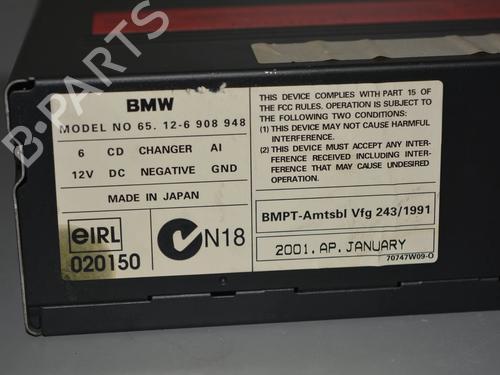 BMW
MODEL NO 65. 12-6 908 948
6 CD CHANGER AI
12V DC NEGATIVE GND
MADE IN JAPAN
eIRL
020150
N18
THIS DEVICE COMPLIES WITH PART 15 OF
THE FCC RULES. OPERATION IS SUBJECT TO
THE FOLLOWING TWO CONDITIONS:
(1) THIS DEVICE MAY NOT CAUSE HARMFUL
INTERFERENCE.
(2) THIS DEVICE MUST ACCEPT ANY INTER-
FERENCE RECEIVED INCLUDING INTER-
FERENCE THAT MAY CAUSE UNDESIRED
OPERATION.
BMPT-Amtsbl Vfg 243/1991
2001. AP. JANUARY
70747W09-O
B-PARTS